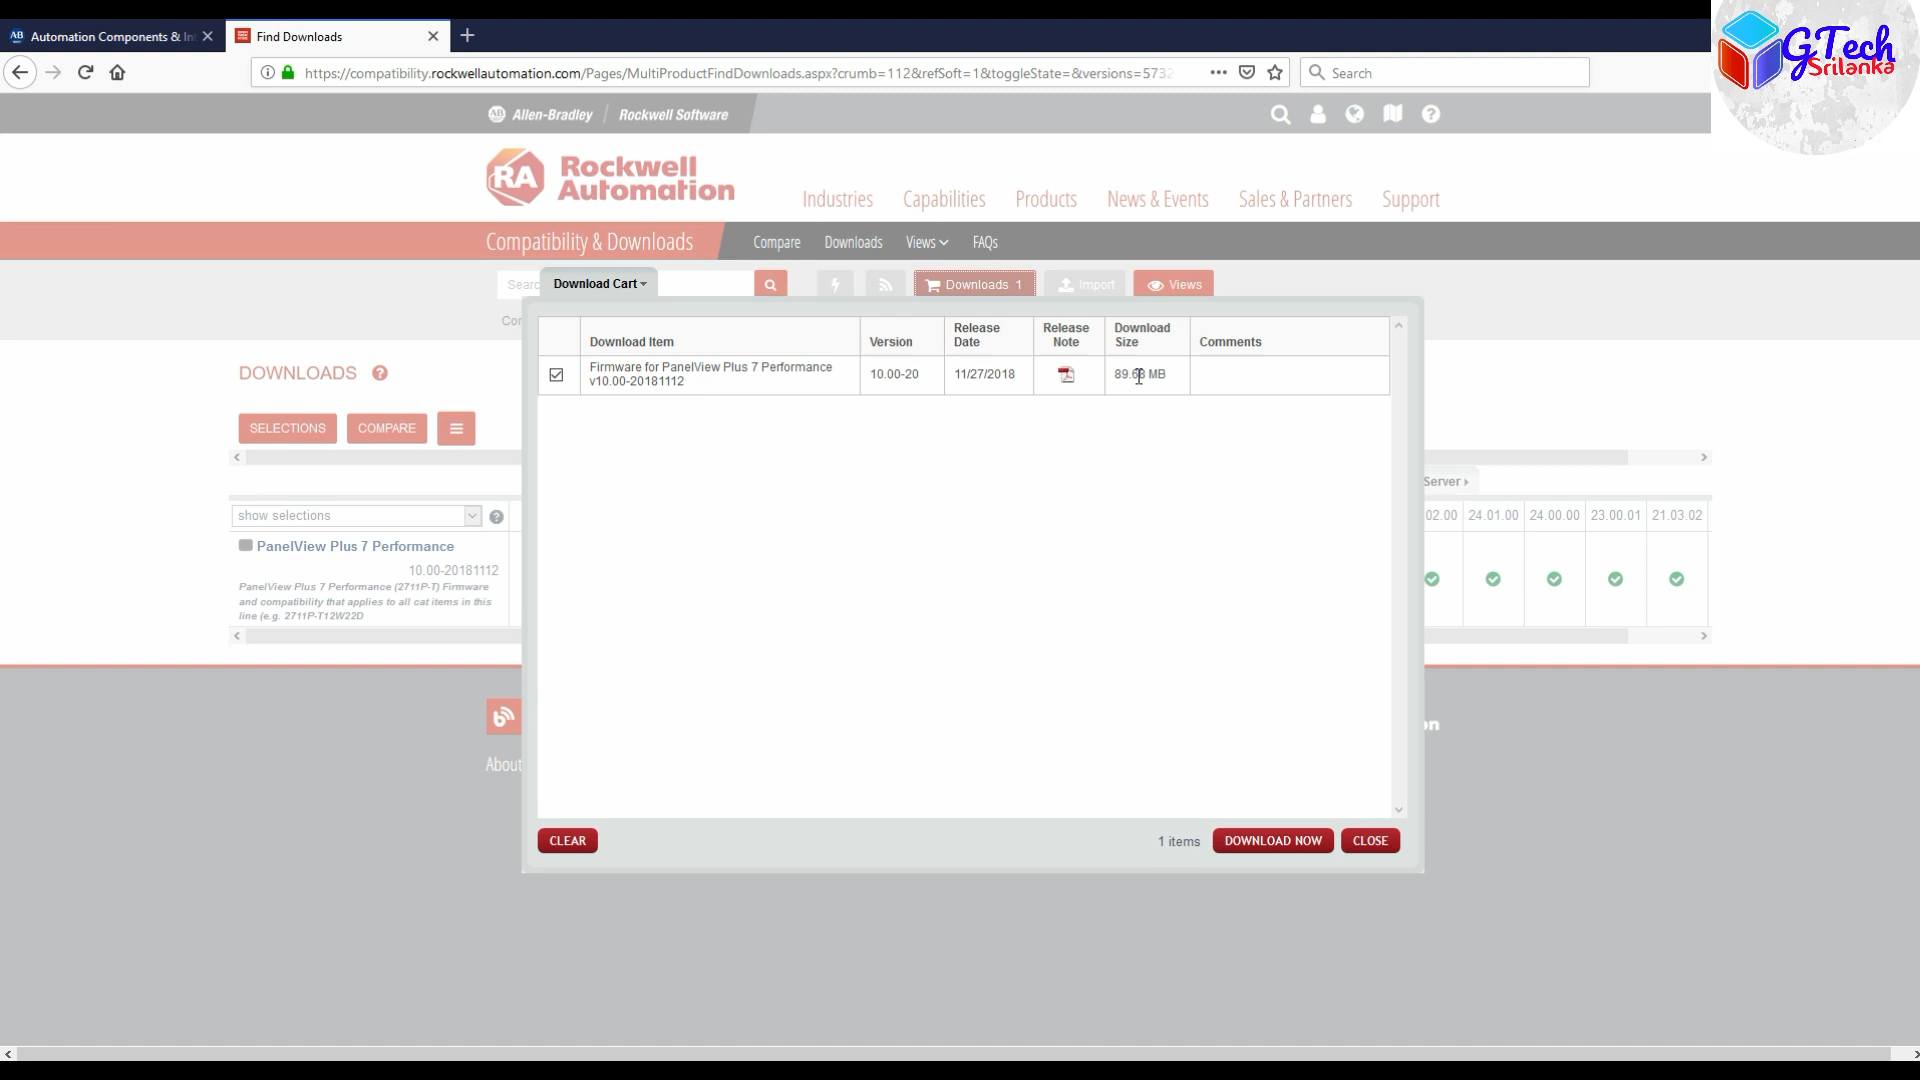 Automation Components & In
Find Downloads
https://compatibility.rockwellautomation.com/Pages/MultiProductFindDownloads.aspx?crumb=112&refSoft=1&toggleState=&versions=5732
Search
GTech
Srilanka
AB Allen-Bradley
Rockwell Software
RA
Rockwell
Automation
Industries Capabilities Products News & Events Sales & Partners Support
Compatibility & Downloads
Compare Downloads Views FAQs
Searc
Download Cart
Downloads 1
Import
Views
DOWNLOADS
SELECTIONS COMPARE
Download Item
Version
Release
Date
Release
Note
Download
Size
Comments
Firmware for PanelView Plus 7 Performance
v10.00-20181112
10.00-20
11/27/2018
MB
Server
show selections
02.00 24.01.00 24.00.00 23.00.01 21.03.02
PanelView Plus 7 Performance
10.00-20181112
PanelView Plus 7 Performance (2711P-T) Firmware
and compatibility that applies to all cat items in this
line (e.g. 2711P-T12W22D
About
on
CLEAR
1 items
DOWNLOAD NOW
CLOSE